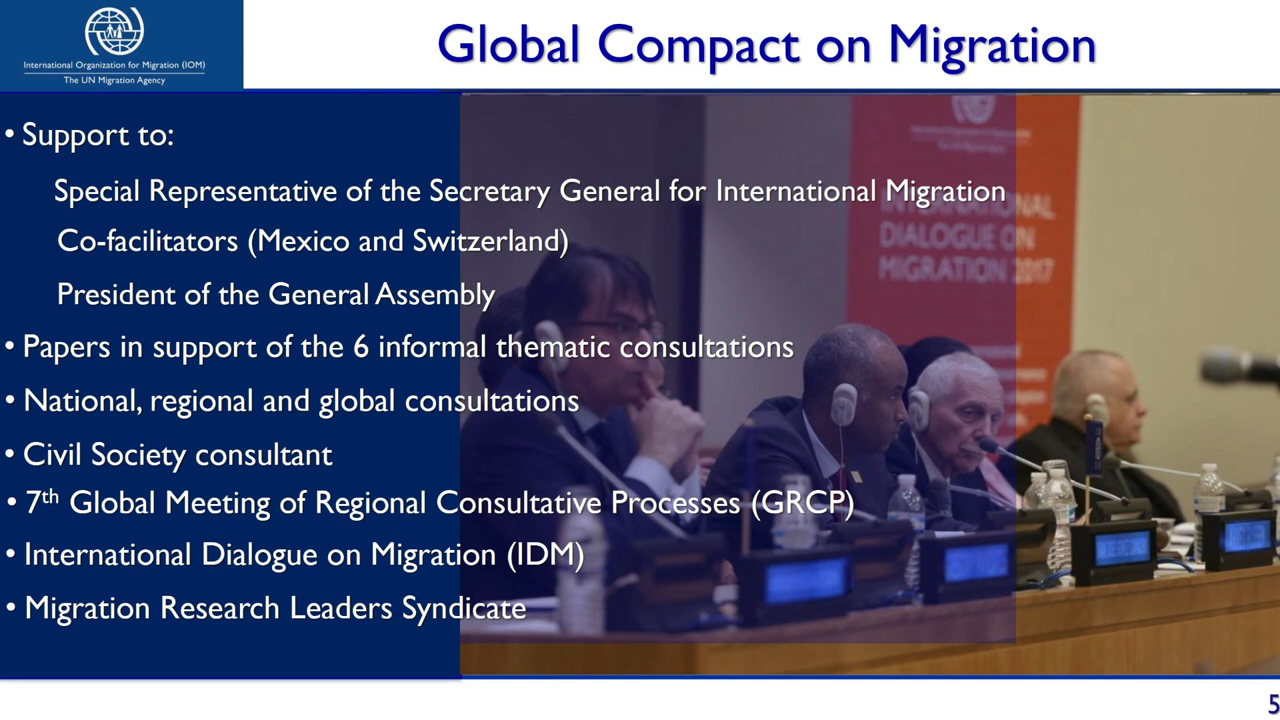 International Organization for Migration (IOM)
The UN Migration Agency
Global Compact on Migration
• Support to:
Special Representative of the Secretary General for International Migration
Co-facilitators (Mexico and Switzerland)
President of the General Assembly
• Papers in support of the 6 informal thematic consultations
• National, regional and global consultations
• Civil Society consultant
• 7th Global Meeting of Regional Consultative Processes (GRCP)
• International Dialogue on Migration (IDM)
• Migration Research Leaders Syndicate
INTERNATIONAL
DIALOGUE ON
MIGRATION 2017
5